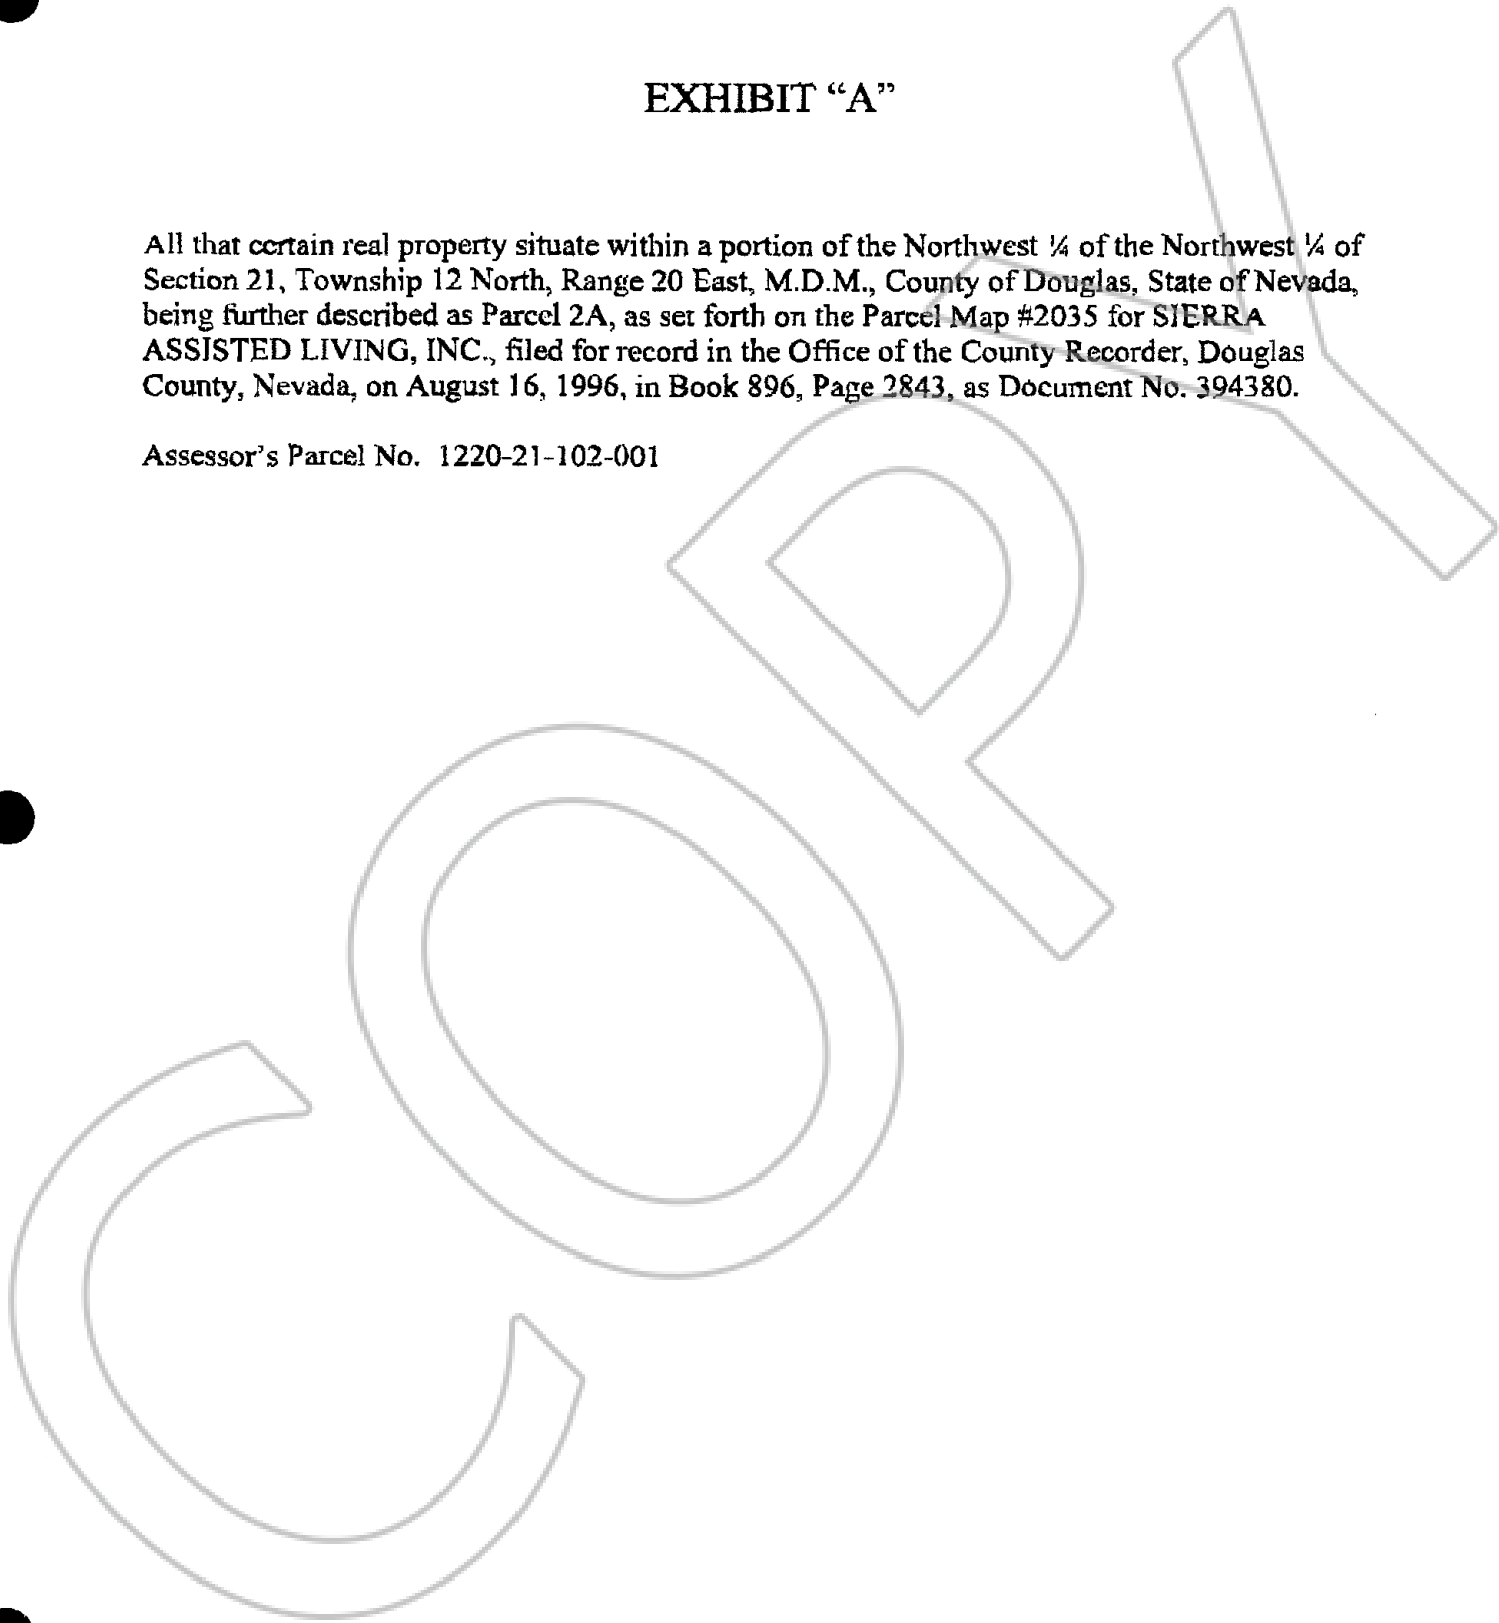 EXHIBIT “A”
All that certain real property situate within a portion of the Northwest ¼ of the Northwest ¼ of
Section 21, Township 12 North, Range 20 East, M.D.M., County of Douglas, State of Nevada,
being further described as Parcel 2A, as set forth on the Parcel Map #2035 for SIERRA
ASSISTED LIVING, INC., filed for record in the Office of the County Recorder, Douglas
County, Nevada, on August 16, 1996, in Book 896, Page 2843, as Document No. 394380.
Assessor’s Parcel No. 1220-21-102-001
COPY